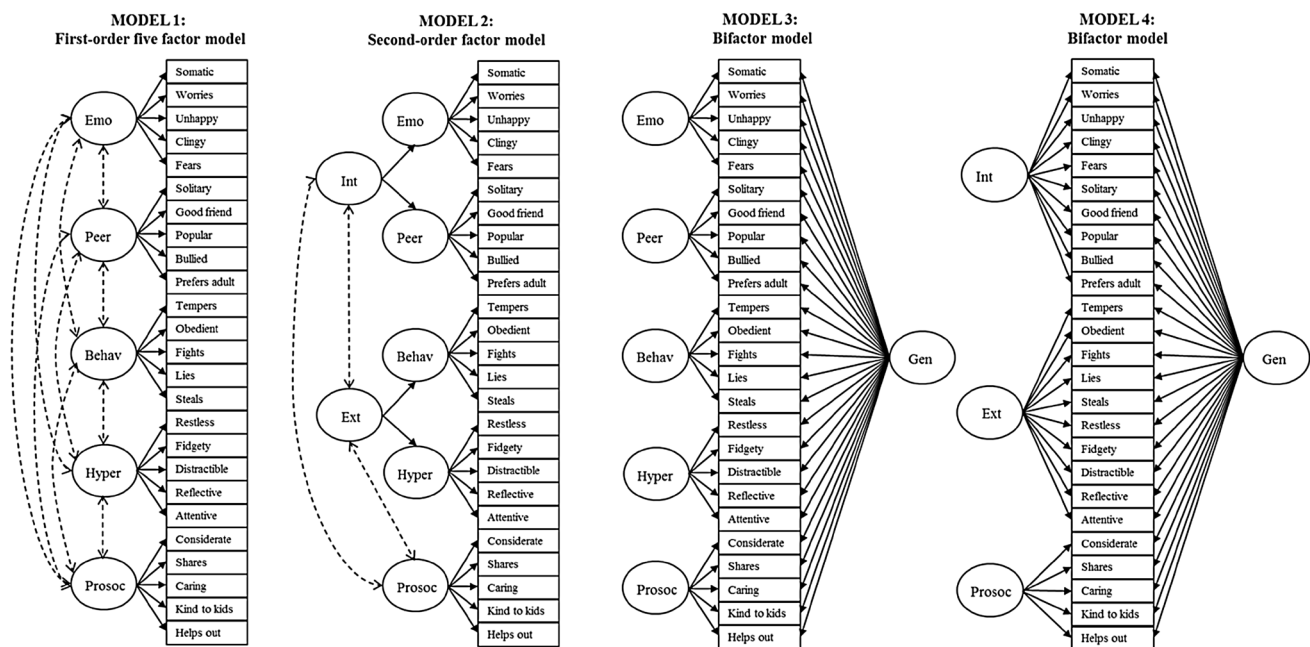 MODEL 1:
First-order five factor model
Emo
Peer
Behav
Hyper
Prosoc
Somatic
Worries
Unhappy
Clingy
Fears
Solitary
Good friend
Popular
Bullied
Prefers adult
Tempers
Obedient
Fights
Lies
Steals
Restless
Fidgety
Distractible
Reflective
Attentive
Considerate
Shares
Caring
Kind to kids
Helps out
MODEL 2:
Second-order factor model
Int
Ext
Emo
Peer
Behav
Hyper
Prosoc
Somatic
Worries
Unhappy
Clingy
Fears
Solitary
Good friend
Popular
Bullied
Prefers adult
Tempers
Obedient
Fights
Lies
Steals
Restless
Fidgety
Distractible
Reflective
Attentive
Considerate
Shares
Caring
Kind to kids
Helps out
MODEL 3:
Bifactor model
Emo
Peer
Behav
Hyper
Prosoc
Somatic
Worries
Unhappy
Clingy
Fears
Solitary
Good friend
Popular
Bullied
Prefers adult
Tempers
Obedient
Fights
Lies
Steals
Restless
Fidgety
Distractible
Reflective
Attentive
Considerate
Shares
Caring
Kind to kids
Helps out
Gen
MODEL 4:
Bifactor model
Int
Ext
Prosoc
Somatic
Worries
Unhappy
Clingy
Fears
Solitary
Good friend
Popular
Bullied
Prefers adult
Tempers
Obedient
Fights
Lies
Steals
Restless
Fidgety
Distractible
Reflective
Attentive
Considerate
Shares
Caring
Kind to kids
Helps out
Gen